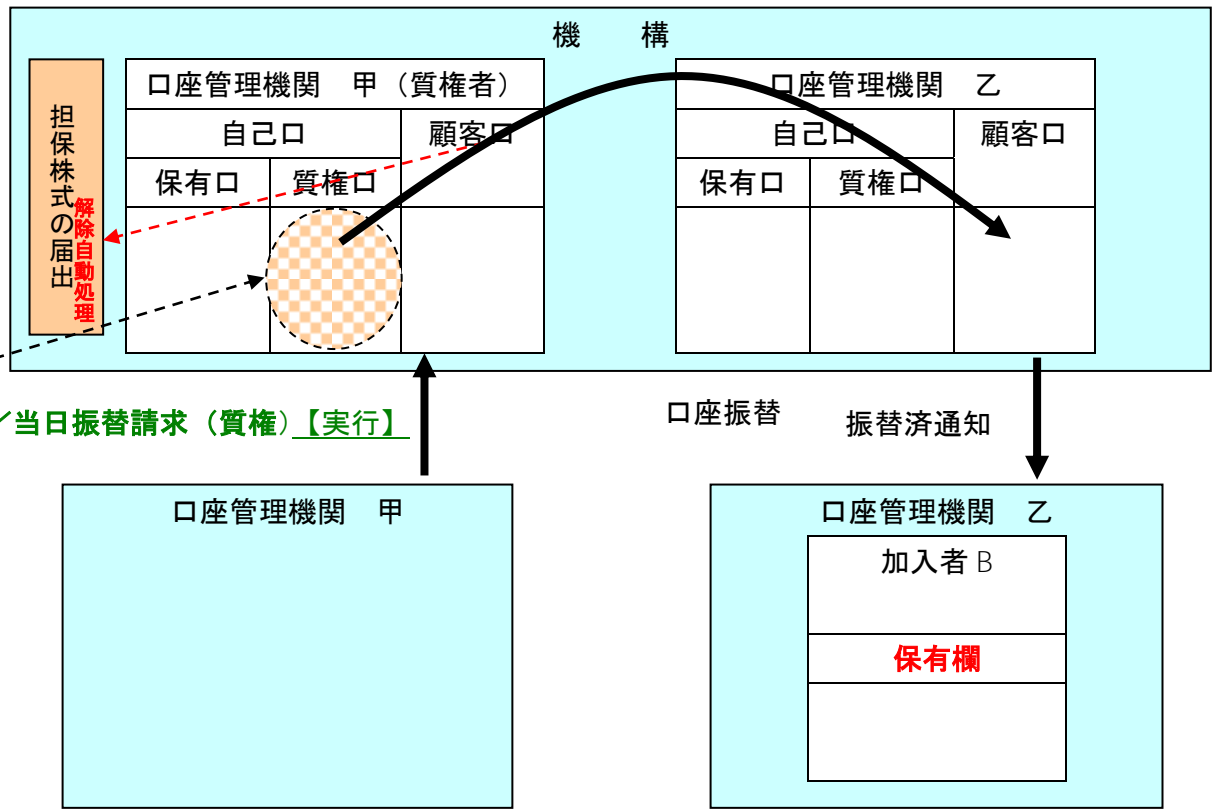 機　　構
担保株式の届出
解除自動処理
口座管理機関　甲（質権者）
自己口
顧客口
保有口
質権口
口座管理機関　乙
自己口
顧客口
保有口
質権口
／当日振替請求（質権）【実行】
口座振替
振替済通知
口座管理機関　甲
口座管理機関　乙
加入者 B
保有欄